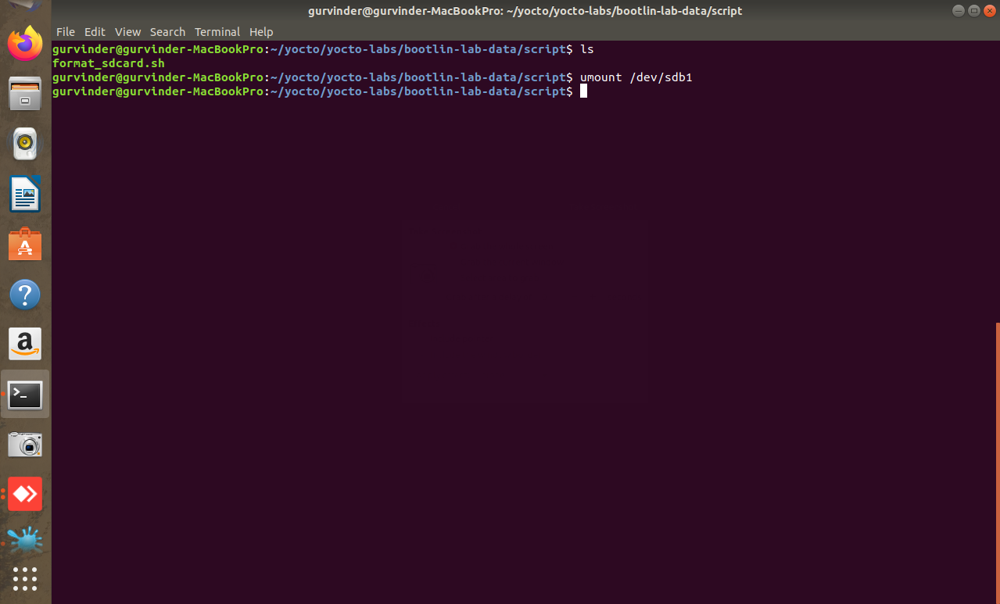 gurvinder@gurvinder-MacBookPro: ~/yocto/yocto-labs/bootlin-lab-data/script
File Edit View Search Terminal Help
gurvinder@gurvinder-MacBookPro:~/yocto/yocto-labs/bootlin-lab-data/script$ ls
format_sdcard.sh
gurvinder@gurvinder-MacBookPro:~/yocto/yocto-labs/bootlin-lab-data/script$ umount /dev/sdb1
gurvinder@gurvinder-MacBookPro:~/yocto/yocto-labs/bootlin-lab-data/script$